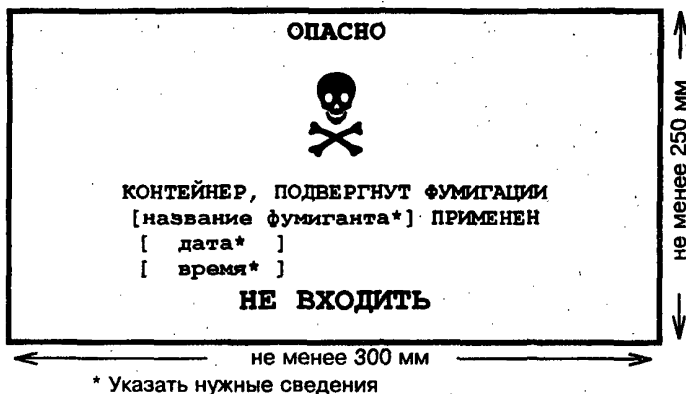 ОПАСНО
КОНТЕЙНЕР, ПОДВЕРГНУТ ФУМИГАЦИИ
[название фумиганта*] ПРИМЕНЕН
[ дата* ]
[ время* ]
НЕ ВХОДИТЬ
не менее 250 мм
не менее 300 мм
* Указать нужные сведения